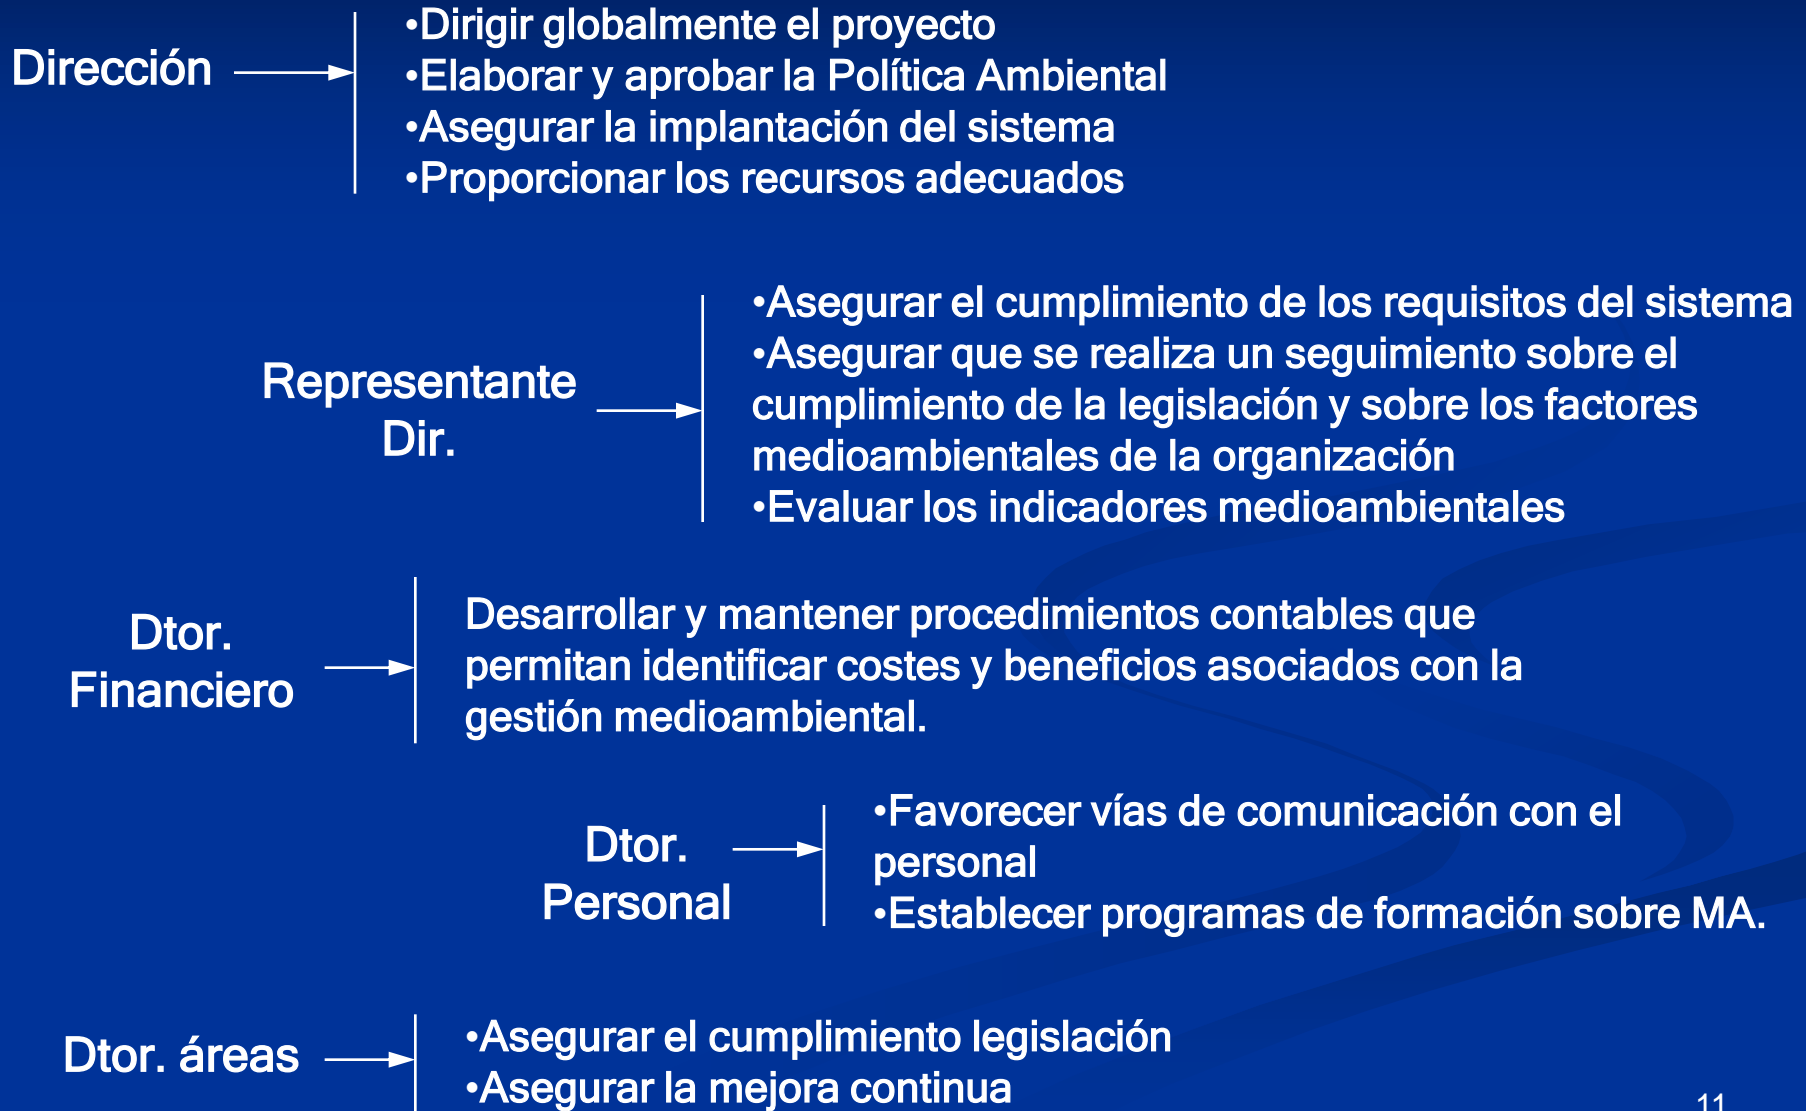 Dirección
•Dirigir globalmente el proyecto
•Elaborar y aprobar la Política Ambiental
•Asegurar la implantación del sistema
•Proporcionar los recursos adecuados
Representante
Dir.
•Asegurar el cumplimiento de los requisitos del sistema
•Asegurar que se realiza un seguimiento sobre el
cumplimiento de la legislación y sobre los factores
medioambientales de la organización
•Evaluar los indicadores medioambientales
Dtor.
Financiero
Desarrollar y mantener procedimientos contables que
permitan identificar costes y beneficios asociados con la
gestión medioambiental.
Dtor.
Personal
•Favorecer vías de comunicación con el
personal
•Establecer programas de formación sobre MA.
Dtor. áreas
•Asegurar el cumplimiento legislación
•Asegurar la mejora continua
11